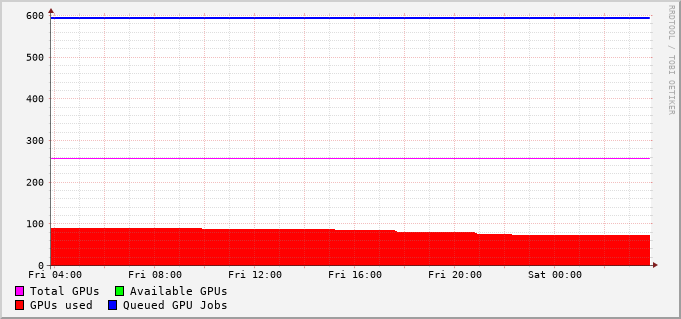 RRDTOOL / TOBI OETIKER
600
500
400
300
200
100
0
Fri 04:00 Fri 08:00 Fri 12:00 Fri 16:00 Fri 20:00 Sat 00:00
Total GPUs Available GPUs
GPUs used Queued GPU Jobs